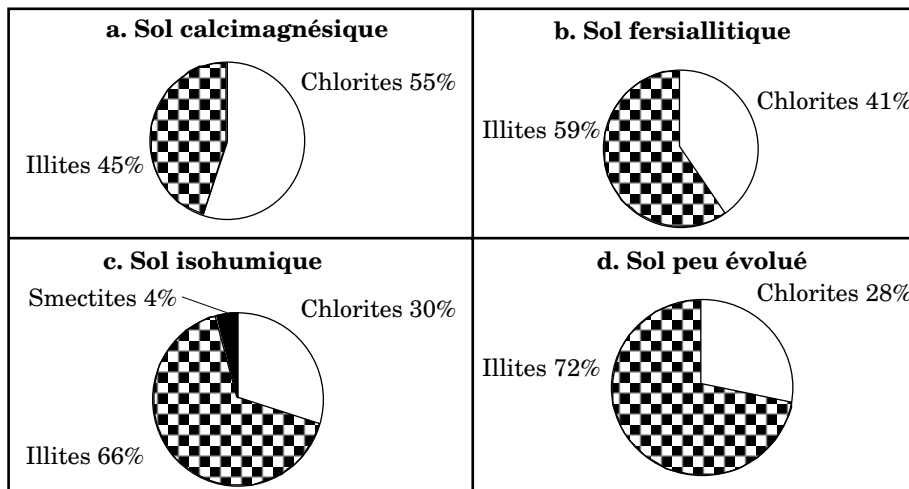 a. Sol calcimagnésique
Chlorites 55%
Illites 45%
b. Sol fersiallitique
Chlorites 41%
Illites 59%
c. Sol isohumique
Smectites 4%
Chlorites 30%
Illites 66%
d. Sol peu évolué
Chlorites 28%
Illites 72%